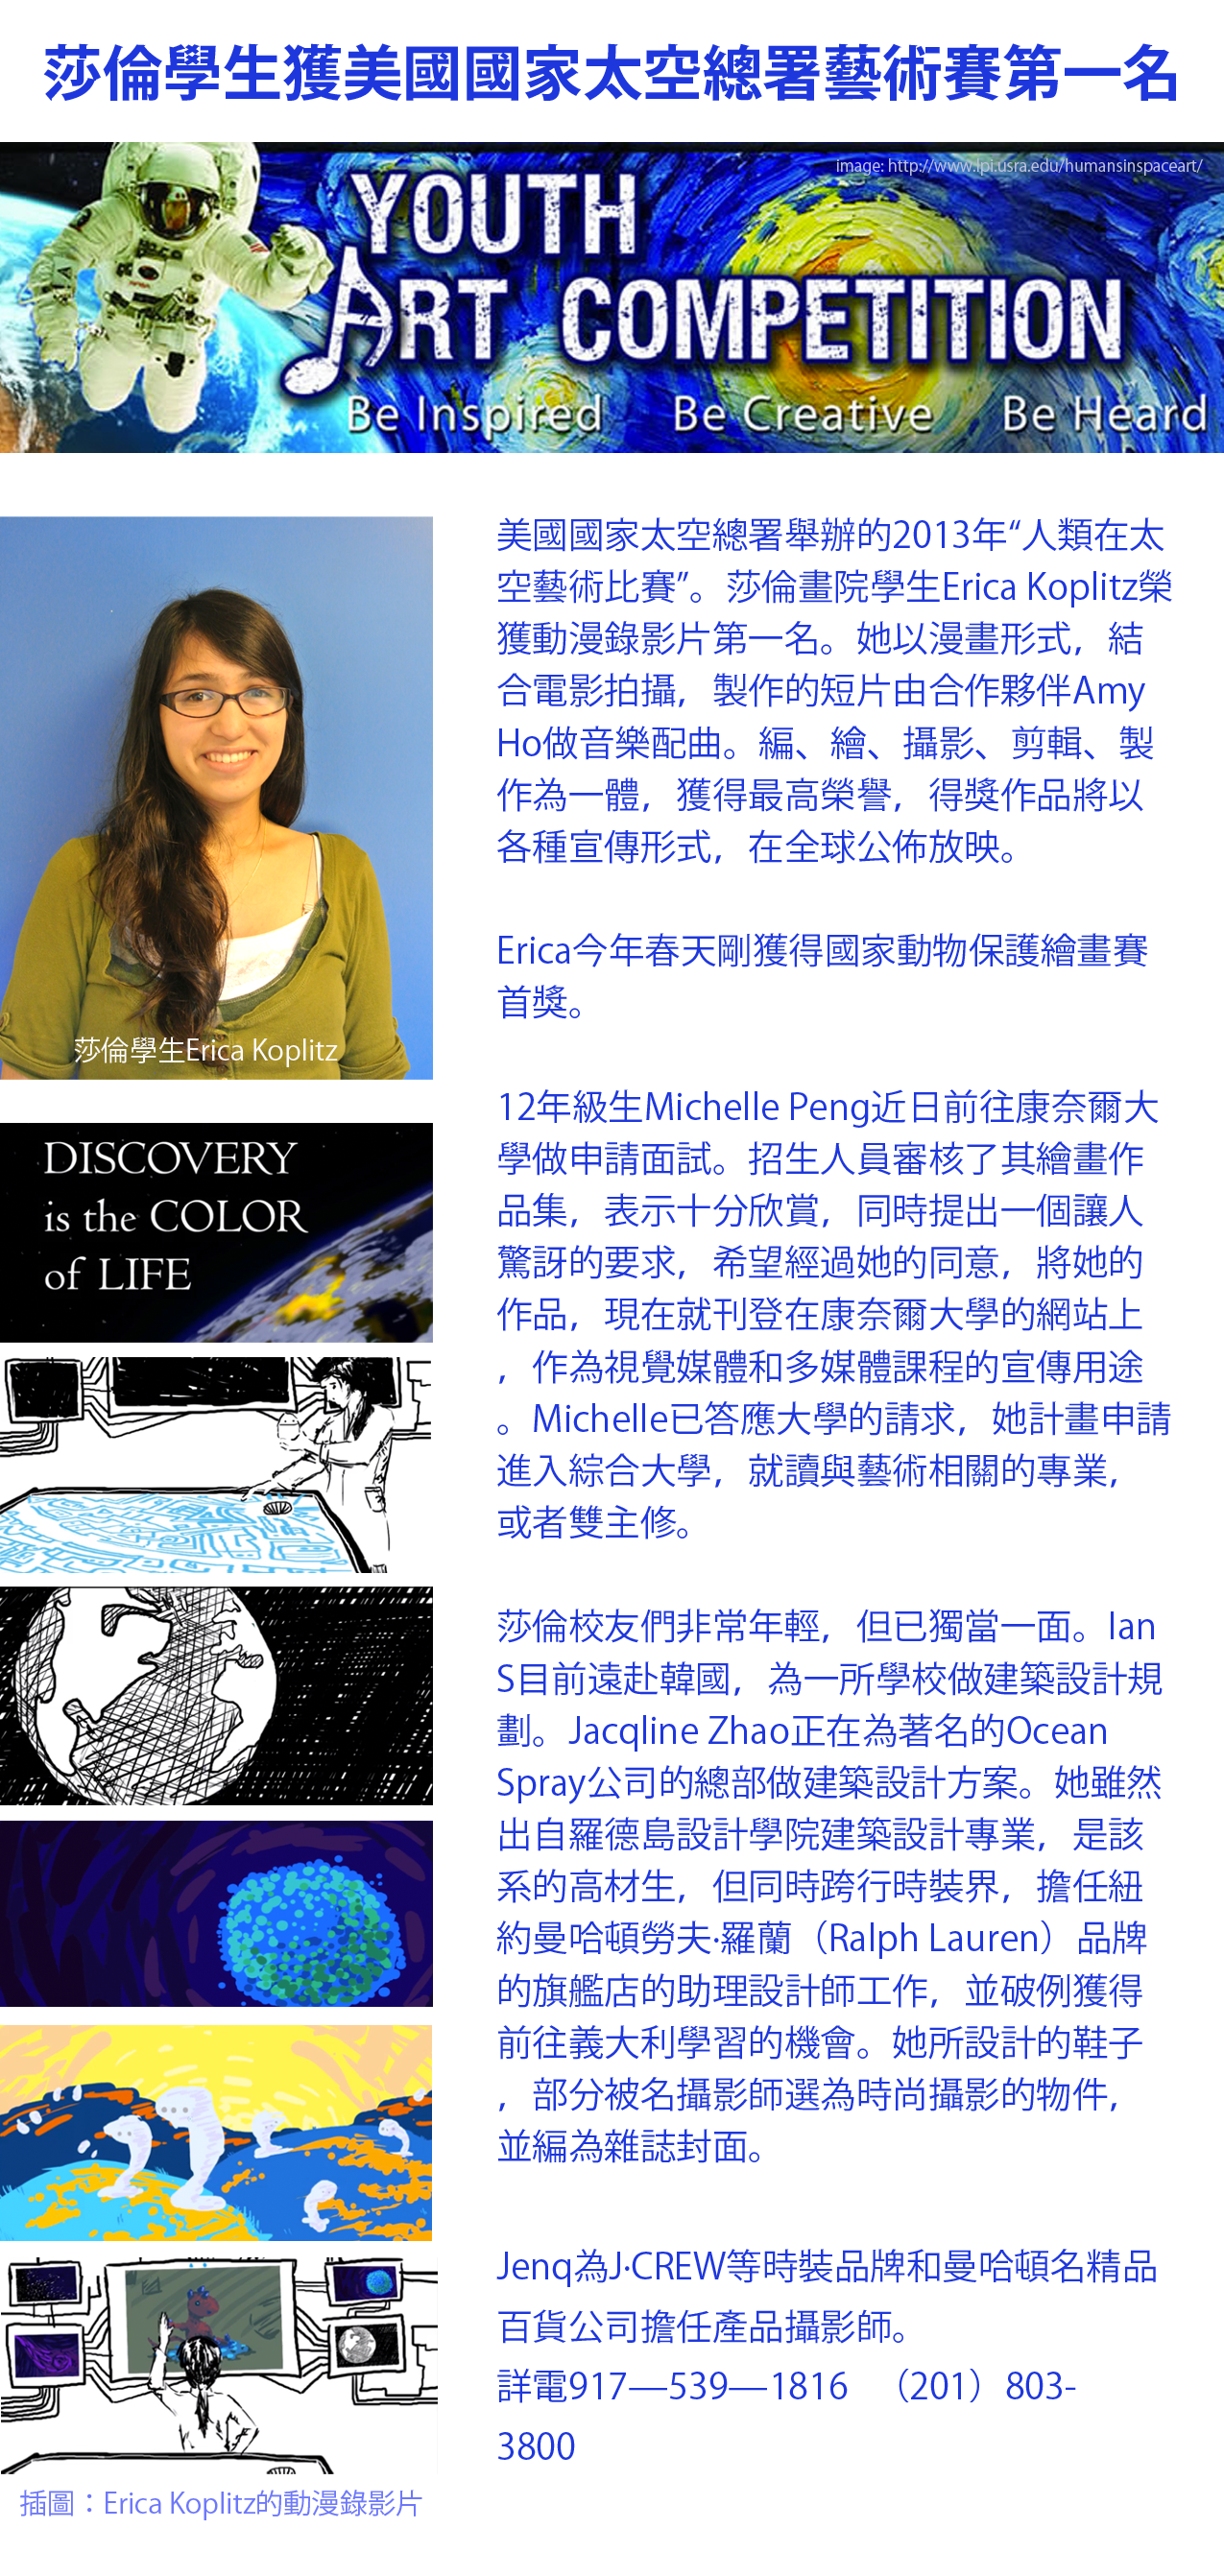 莎倫學生獲美國國家太空總署藝術賽第一名
image: http://www.lpi.usra.edu/humansinspaceart/
YOUTH
ART COMPETITION
Be Inspired Be Creative Be Heard
莎倫學生Erica Koplitz
DISCOVERY
is the COLOR
of LIFE
插圖：Erica Koplitz的動漫錄影片
美國國家太空總署舉辦的2013年“人類在太
空藝術比賽”。莎倫畫院學生Erica Koplitz榮
獲動漫錄影片第一名。她以漫畫形式，結
合電影拍攝，製作的短片由合作夥伴Amy
Ho做音樂配曲。編、繪、攝影、剪輯、製
作為一體，獲得最高榮譽，得獎作品將以
各種宣傳形式，在全球公佈放映。
Erica今年春天剛獲得國家動物保護繪畫賽
首獎。
12年級生Michelle Peng近日前往康奈爾大
學做申請面試。招生人員審核了其繪畫作
品集，表示十分欣賞，同時提出一個讓人
驚訝的要求，希望經過她的同意，將她的
作品，現在就刊登在康奈爾大學的網站上
，作為視覺媒體和多媒體課程的宣傳用途
。Michelle已答應大學的請求，她計畫申請
進入綜合大學，就讀與藝術相關的專業，
或者雙主修。
莎倫校友們非常年輕，但已獨當一面。Ian
S目前遠赴韓國，為一所學校做建築設計規
劃。Jacqline Zhao正在為著名的Ocean
Spray公司的總部做建築設計方案。她雖然
出自羅德島設計學院建築設計專業，是該
系的高材生，但同時跨行時裝界，擔任紐
約曼哈頓勞夫·羅蘭（Ralph Lauren）品牌
的旗艦店的助理設計師工作，並破例獲得
前往義大利學習的機會。她所設計的鞋子
，部分被名攝影師選為時尚攝影的物件，
並編為雜誌封面。
Jenq為J·CREW等時裝品牌和曼哈頓名精品
百貨公司擔任產品攝影師。
詳電917—539—1816 （201）803-
3800